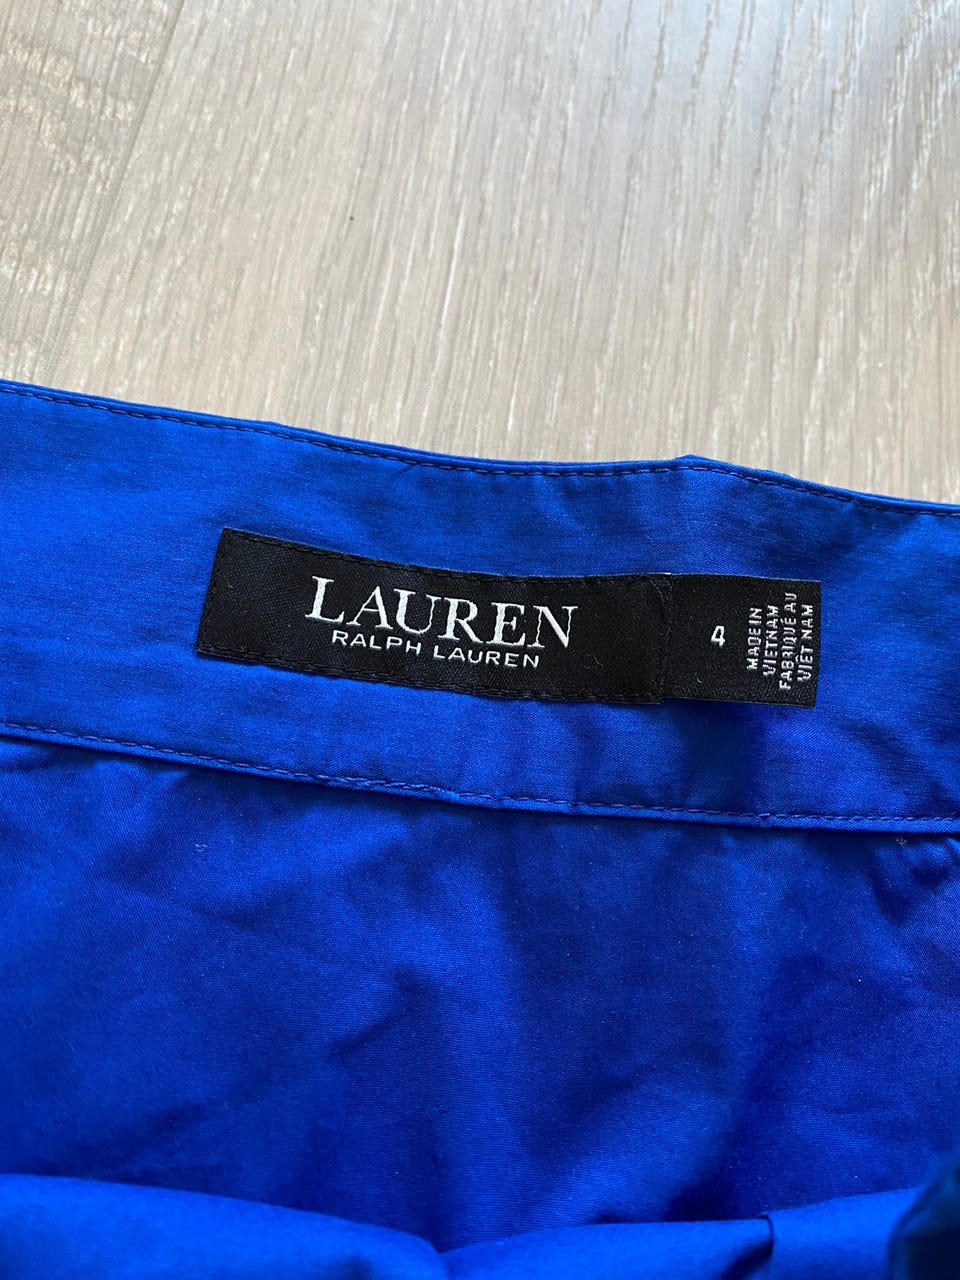 LAUREN
RALPH LAUREN
4
MADE IN
VIETNAM
FABRIQUÉ AU
VIET NAM